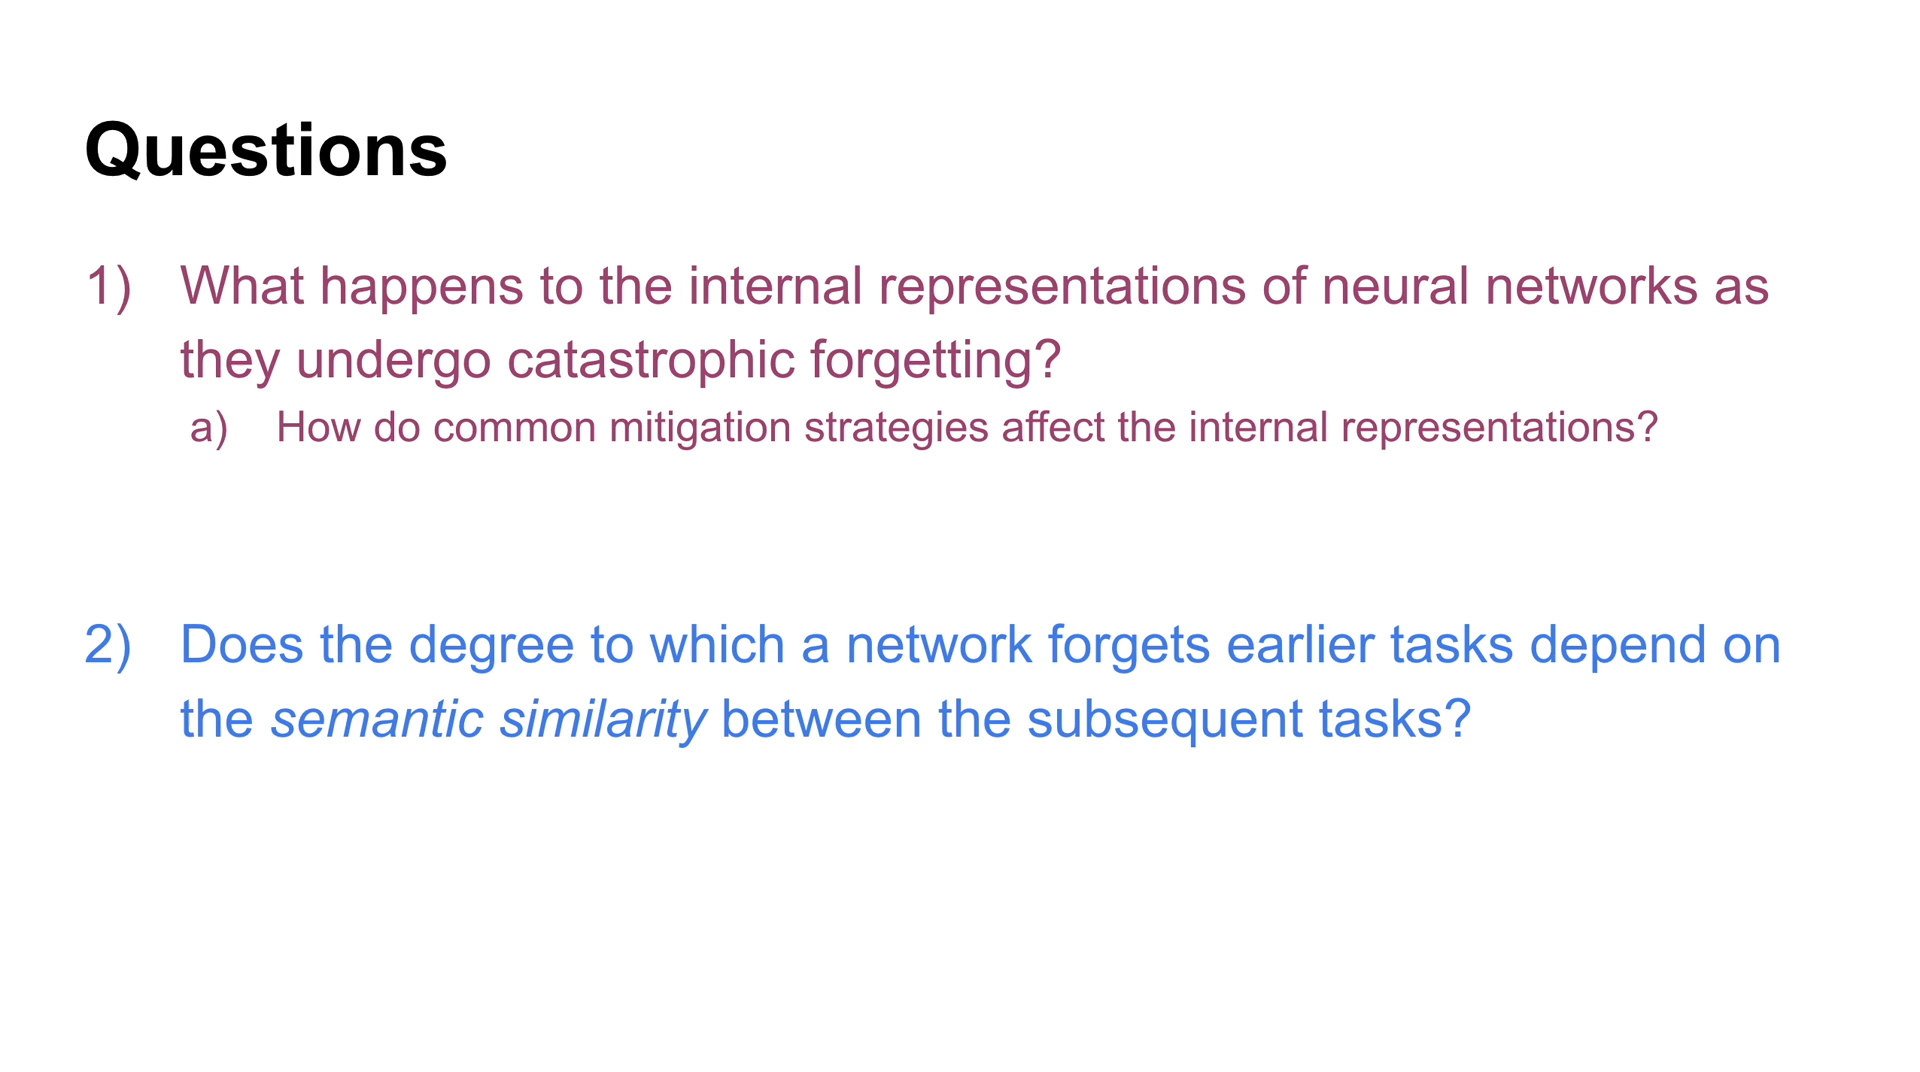 Questions
1) What happens to the internal representations of neural networks as
they undergo catastrophic forgetting?
a) How do common mitigation strategies affect the internal representations?
2) Does the degree to which a network forgets earlier tasks depend on
the semantic similarity between the subsequent tasks?